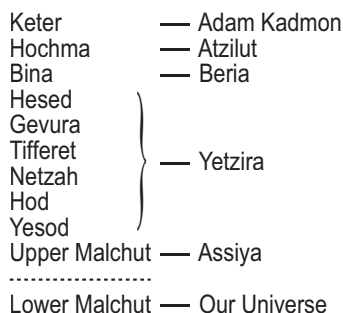 Keter — Adam Kadmon
Hochma — Atzilut
Bina — Beria
Hesed
Gevura
Tifferet
Netzah — Yetzira
Hod
Yesod
Upper Malchut — Assiya
Lower Malchut — Our Universe